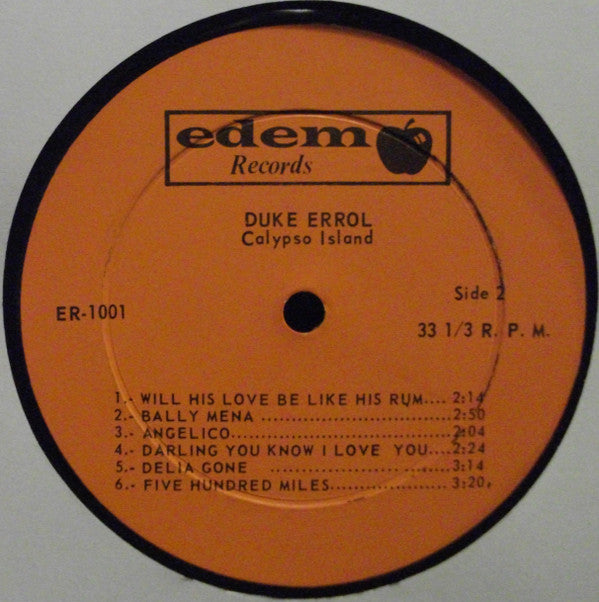 edem
Records
DUKE ERROL
Calypso Island
Side 2
ER-1001
33 1/3 R. P. M.
1.- WILL HIS LOVE BE LIKE HIS RUM.... 2:14
2.- BALLY MENA ............................ 2:50
3.- ANGELICO................................ 2:04
4.- DARLING YOU KNOW I LOVE YOU.... 2:24
5.- DELIA GONE ........................ 3:14
6.- FIVE HUNDRED MILES................. 3:20